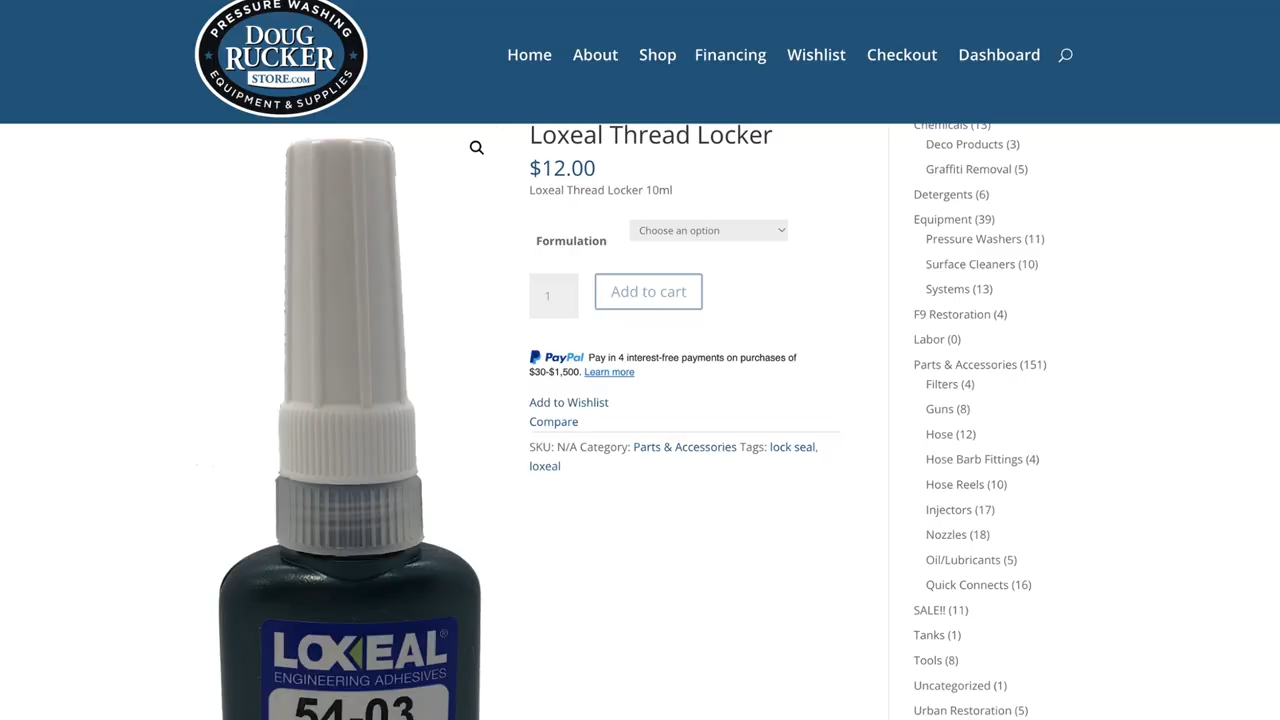 PRESSURE WASHING
DOUG
RUCKER
STORE.COM
EQUIPMENT & SUPPLIES
Home
About
Shop
Financing
Wishlist
Checkout
Dashboard
Loxeal Thread Locker
$12.00
Loxeal Thread Locker 10ml
Formulation
Choose an option
1
Add to cart
PayPal Pay in 4 interest-free payments on purchases of
$30-$1,500. Learn more
Add to Wishlist
Compare
SKU: N/A Category: Parts & Accessories Tags: lock seal,
loxeal
LOXEAL®
ENGINEERING ADHESIVES
54-03
Chemicals (13)
Deco Products (3)
Graffiti Removal (5)
Detergents (6)
Equipment (39)
Pressure Washers (11)
Surface Cleaners (10)
Systems (13)
F9 Restoration (4)
Labor (0)
Parts & Accessories (151)
Filters (4)
Guns (8)
Hose (12)
Hose Barb Fittings (4)
Hose Reels (10)
Injectors (17)
Nozzles (18)
Oil/Lubricants (5)
Quick Connects (16)
SALE!! (11)
Tanks (1)
Tools (8)
Uncategorized (1)
Urban Restoration (5)